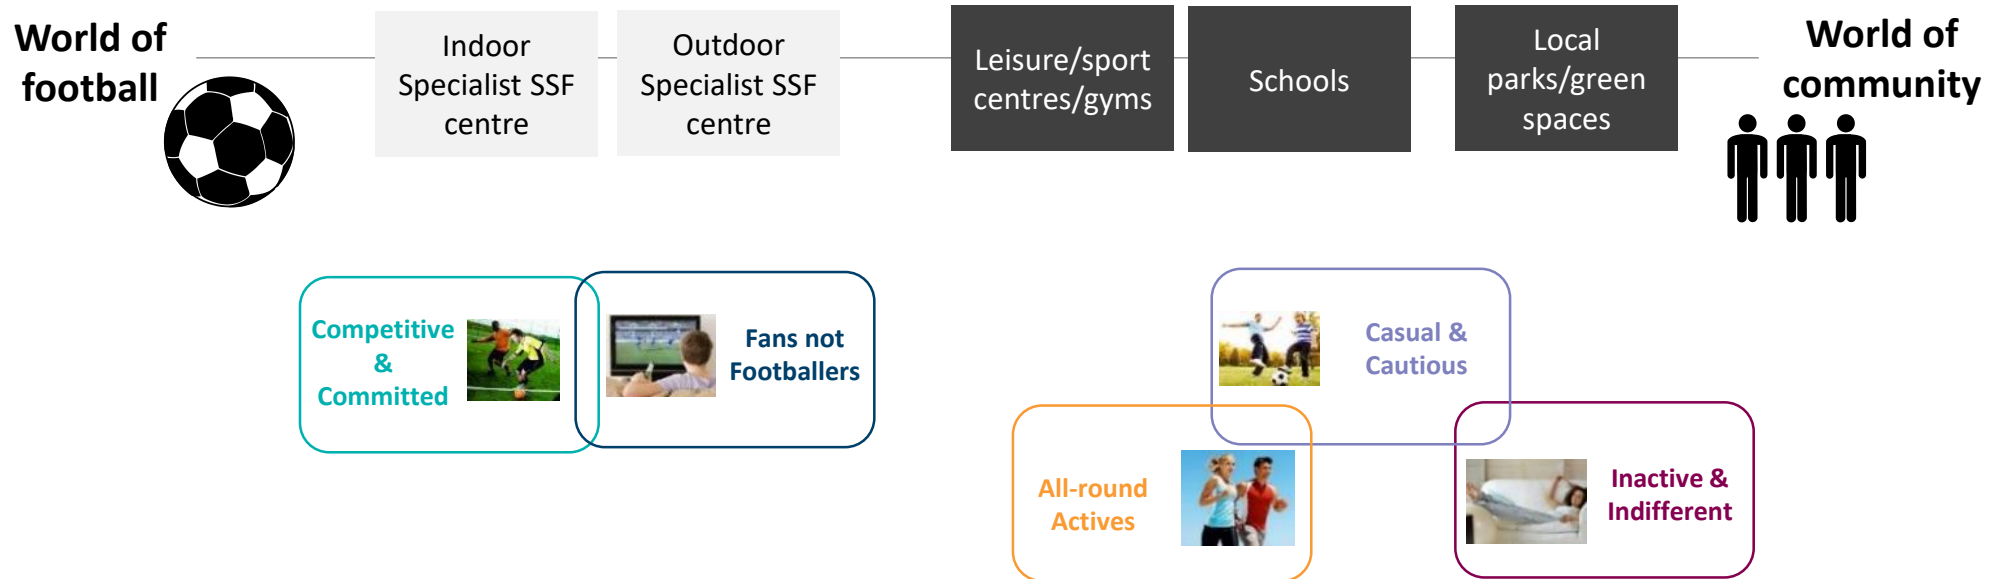 World of
football
Indoor
Specialist SSF
centre
Outdoor
Specialist SSF
centre
Leisure/sport
centres/gyms
Schools
Local
parks/green
spaces
World of
community
Competitive
&
Committed
Fans not
Footballers
Casual &
Cautious
All-round
Actives
Inactive &
Indifferent